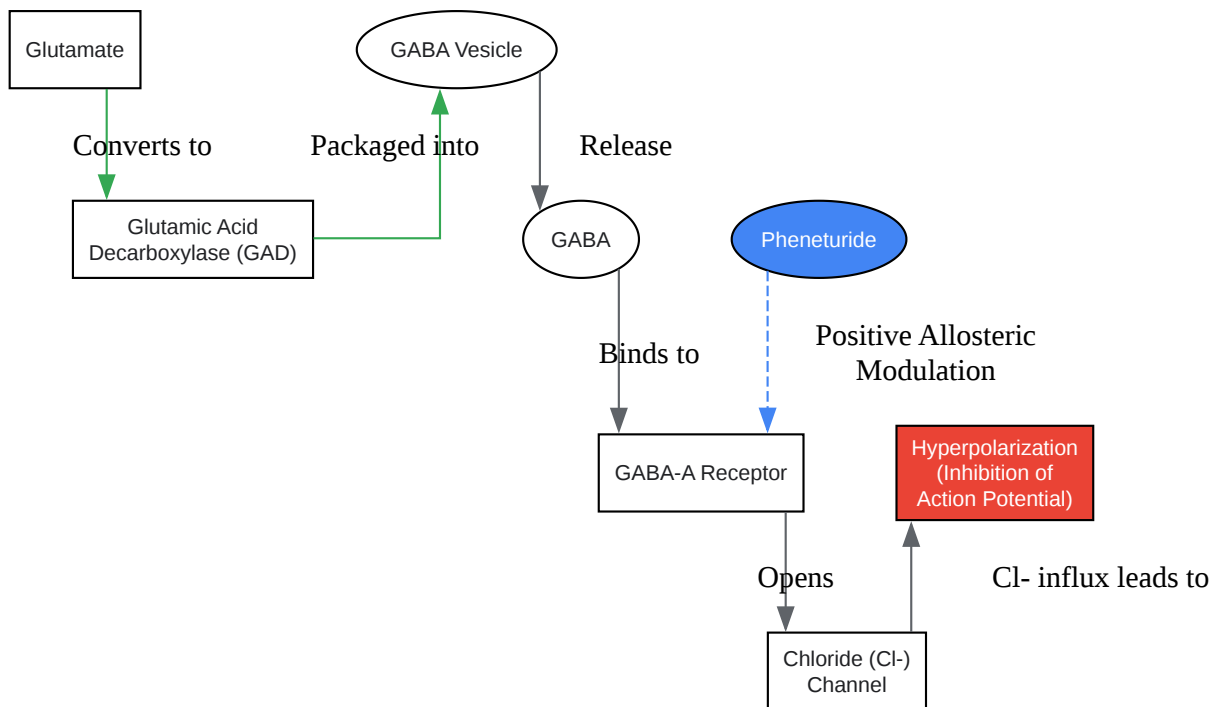 Glutamate
GABA Vesicle
Converts to
Packaged into
Release
Glutamic Acid
Decarboxylase (GAD)
GABA
Pheneturide
Binds to
Positive Allosteric
Modulation
GABA-A Receptor
Hyperpolarization
(Inhibition of
Action Potential)
Opens
Cl- influx leads to
Chloride (Cl-)
Channel